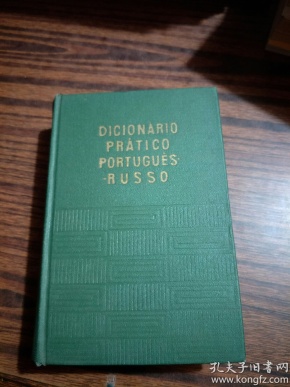 DICIONÁRIO
PRÁTICO
PORTUGUÊS-
-RUSSO
孔夫子旧书网
www.kongfz.com